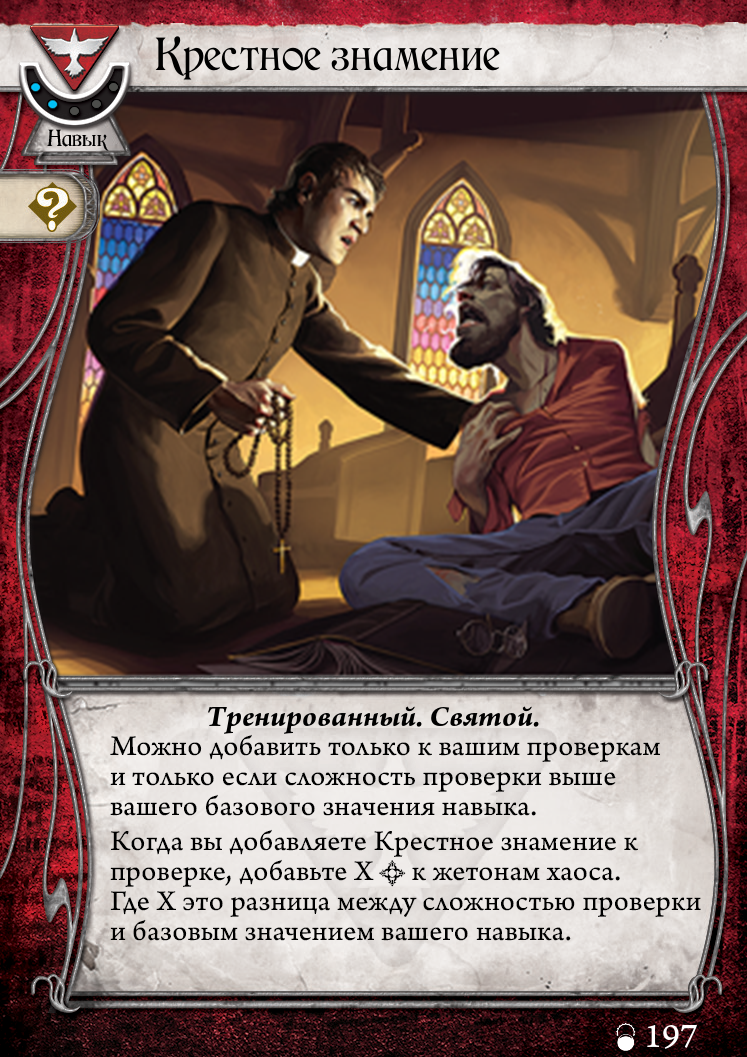 Крестное знамение
Навык
?
Тренированный. Святой.
Можно добавить только к вашим проверкам
и только если сложность проверки выше
вашего базового значения навыка.
Когда вы добавляете Крестное знамение к
проверке, добавьте X к жетонам хаоса.
Где X это разница между сложностью проверки
и базовым значением вашего навыка.
197